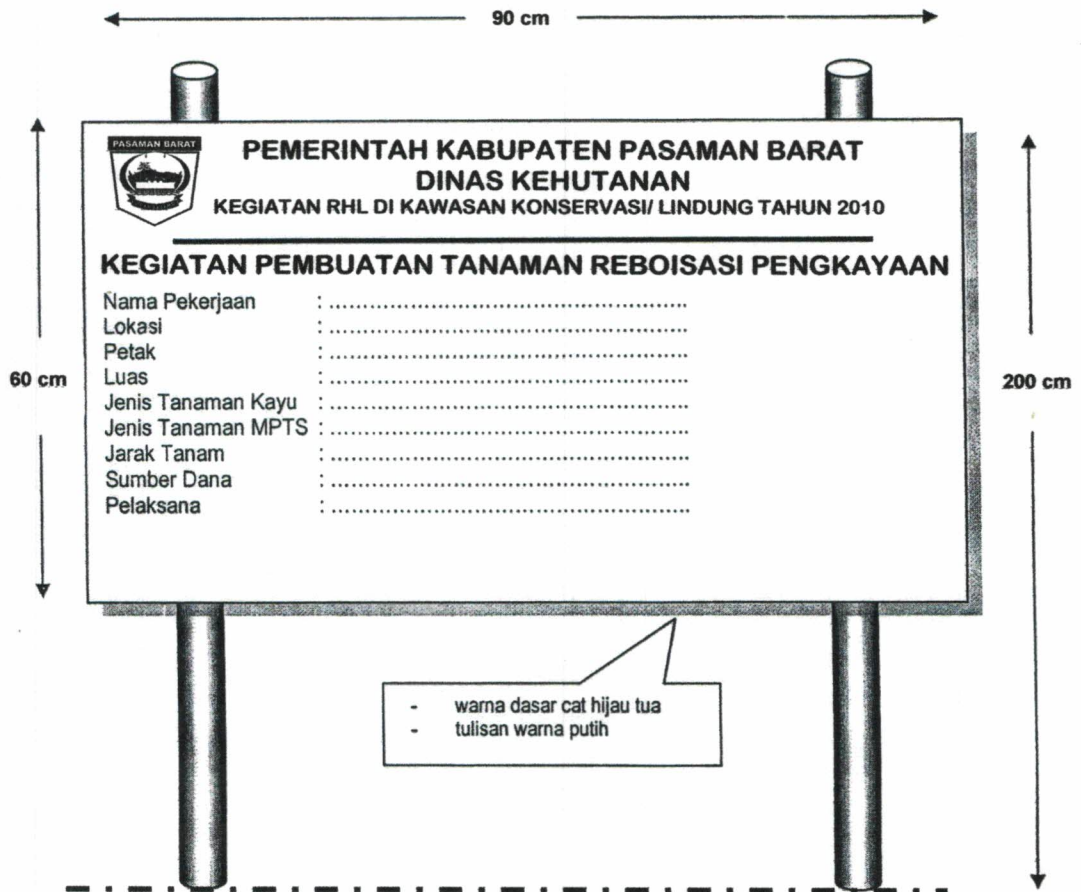 90 cm
PASAMAN BARAT
PEMERINTAH KABUPATEN PASAMAN BARAT
DINAS KEHUTANAN
KEGIATAN RHL DI KAWASAN KONSERVASI/ LINDUNG TAHUN 2010
KEGIATAN PEMBUATAN TANAMAN REBOISASI PENGKAYAAN
Nama Pekerjaan : ........................................................
Lokasi : ........................................................
Petak : ........................................................
Luas : ........................................................
Jenis Tanaman Kayu : ........................................................
Jenis Tanaman MPTS : ........................................................
Jarak Tanam : ........................................................
Sumber Dana : ........................................................
Pelaksana : ........................................................
60 cm
200 cm
- warna dasar cat hijau tua
- tulisan warna putih